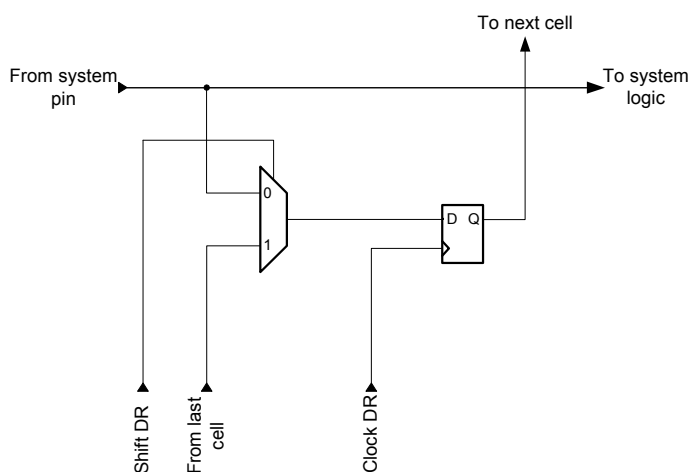 To next cell
From system
pin
To system
logic
0
1
D Q
Shift DR
From last
cell
Clock DR